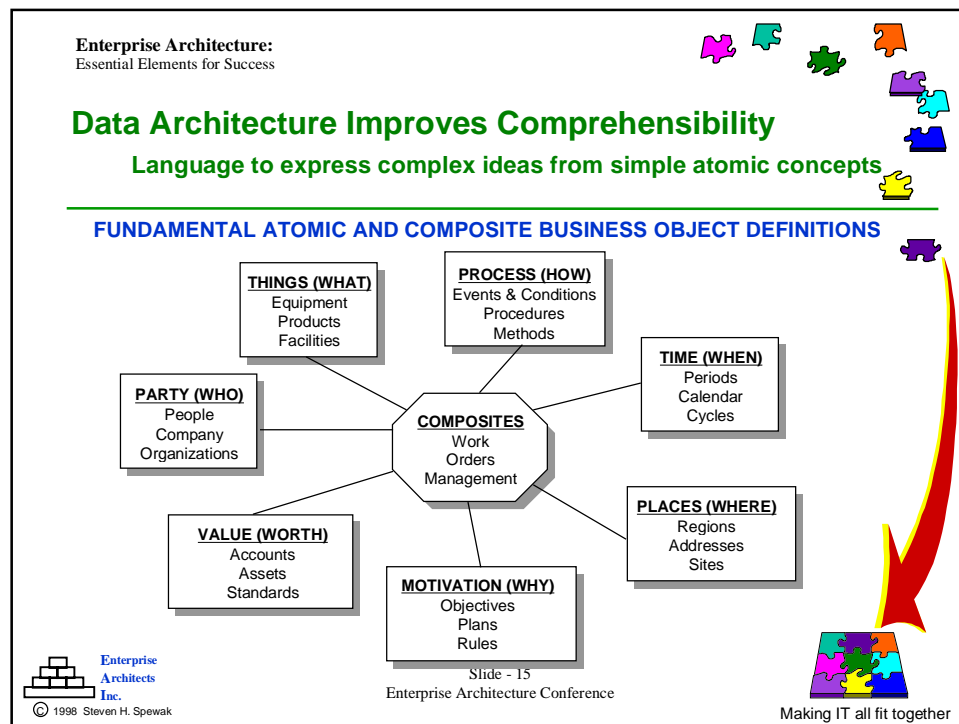 Enterprise Architecture:
Essential Elements for Success
Data Architecture Improves Comprehensibility
Language to express complex ideas from simple atomic concepts
FUNDAMENTAL ATOMIC AND COMPOSITE BUSINESS OBJECT DEFINITIONS
THINGS (WHAT)
Equipment
Products
Facilities
PROCESS (HOW)
Events & Conditions
Procedures
Methods
TIME (WHEN)
Periods
Calendar
Cycles
PARTY (WHO)
People
Company
Organizations
COMPOSITES
Work
Orders
Management
PLACES (WHERE)
Regions
Addresses
Sites
VALUE (WORTH)
Accounts
Assets
Standards
MOTIVATION (WHY)
Objectives
Plans
Rules
Enterprise
Architects
Inc.
© 1998 Steven H. Spewak
Slide - 15
Enterprise Architecture Conference
Making IT all fit together